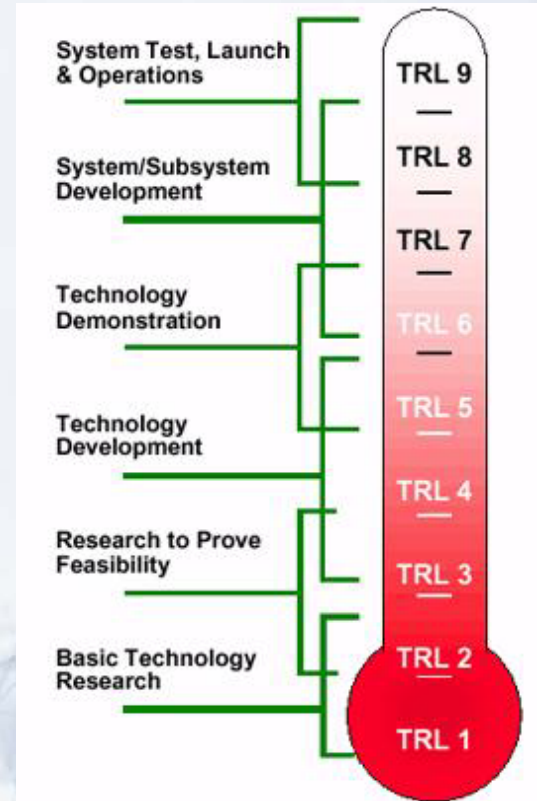 System Test, Launch
& Operations
System/Subsystem
Development
Technology
Demonstration
Technology
Development
Research to Prove
Feasibility
Basic Technology
Research
TRL 9
TRL 8
TRL 7
TRL 6
TRL 5
TRL 4
TRL 3
TRL 2
TRL 1